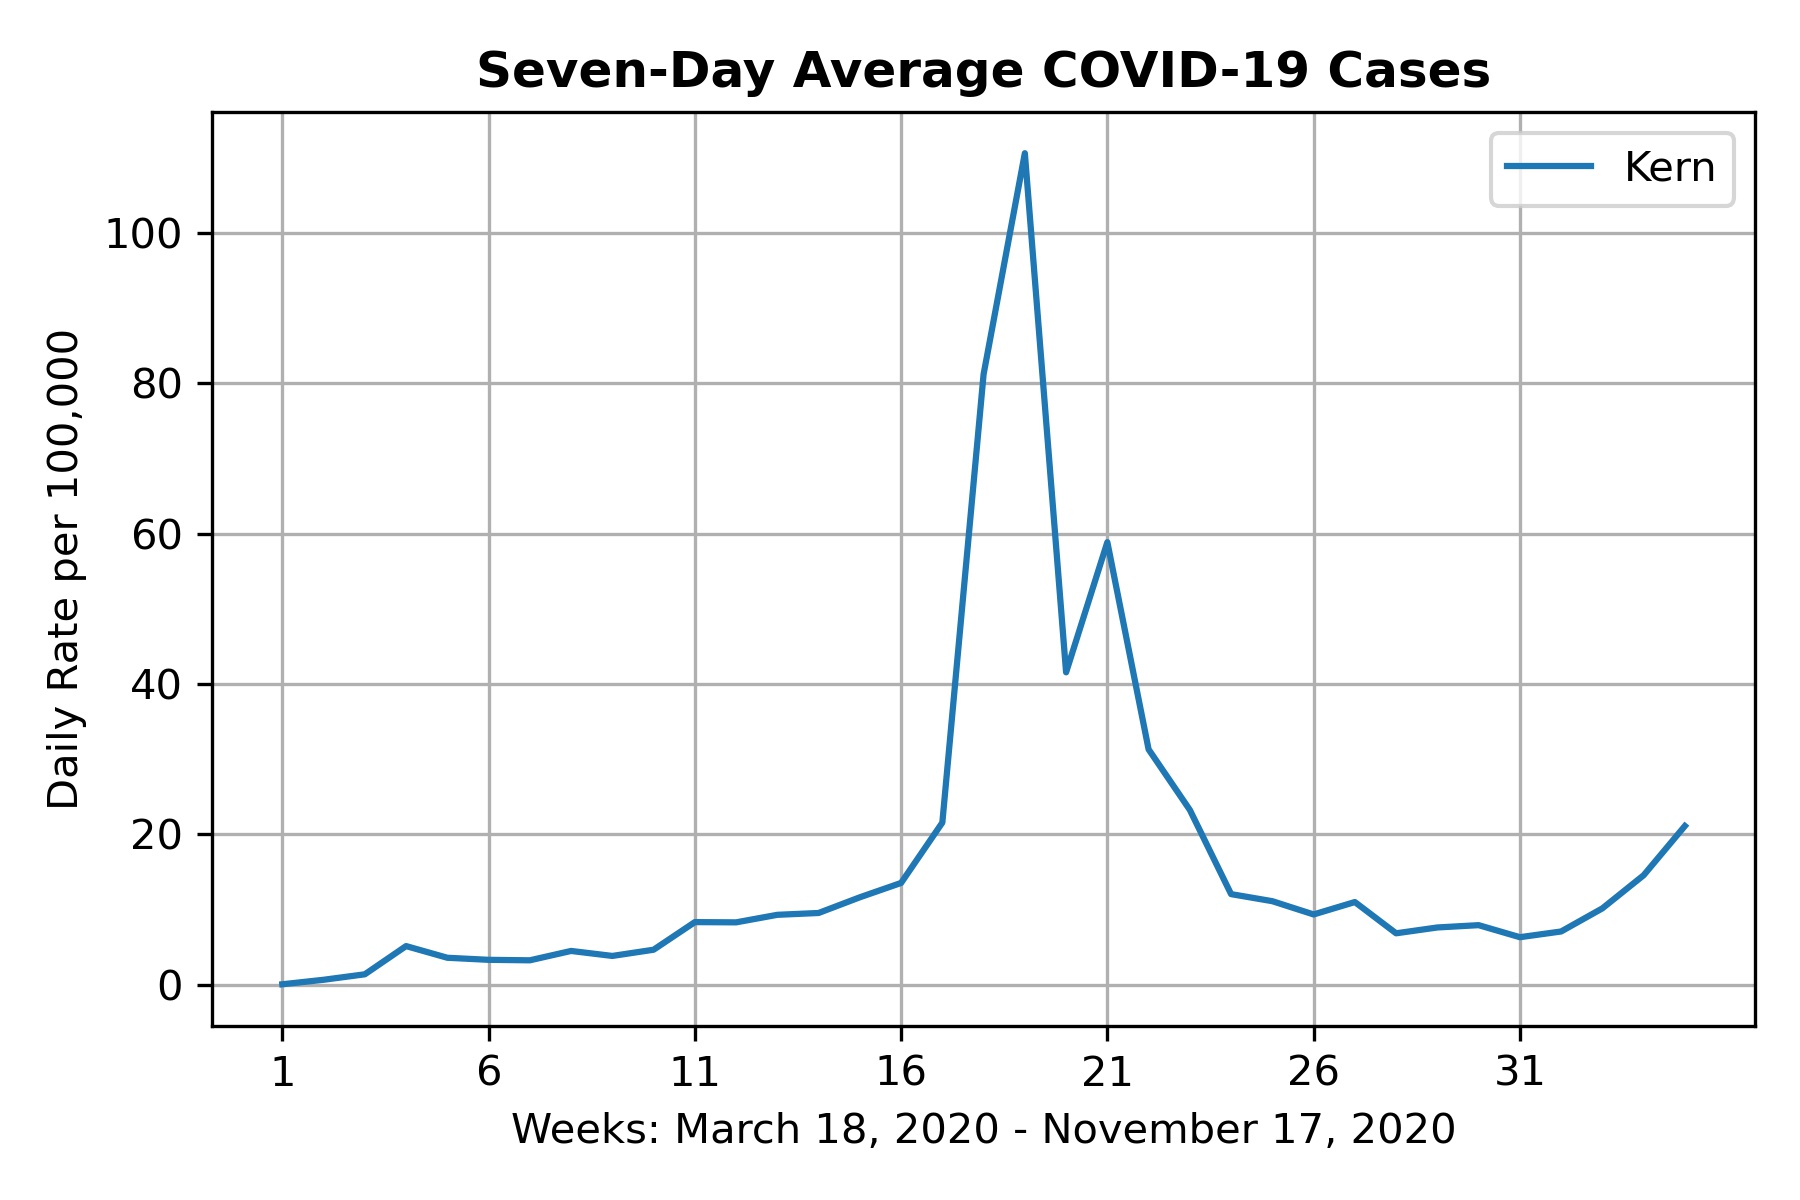 Seven-Day Average COVID-19 Cases
Kern
Daily Rate per 100,000
100
80
60
40
20
0
1 6 11 16 21 26 31
Weeks: March 18, 2020 - November 17, 2020